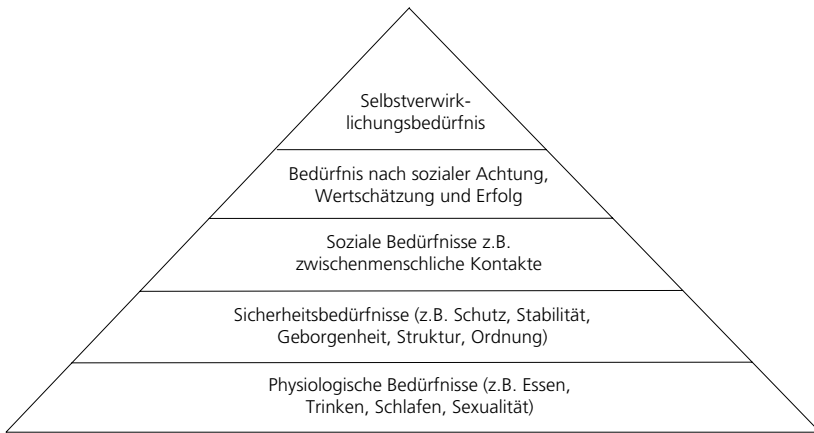 Selbstverwirk-
lichungsbedürfnis
Bedürfnis nach sozialer Achtung,
Wertschätzung und Erfolg
Soziale Bedürfnisse z.B.
zwischenmenschliche Kontakte
Sicherheitsbedürfnisse (z.B. Schutz, Stabilität,
Geborgenheit, Struktur, Ordnung)
Physiologische Bedürfnisse (z.B. Essen,
Trinken, Schlafen, Sexualität)